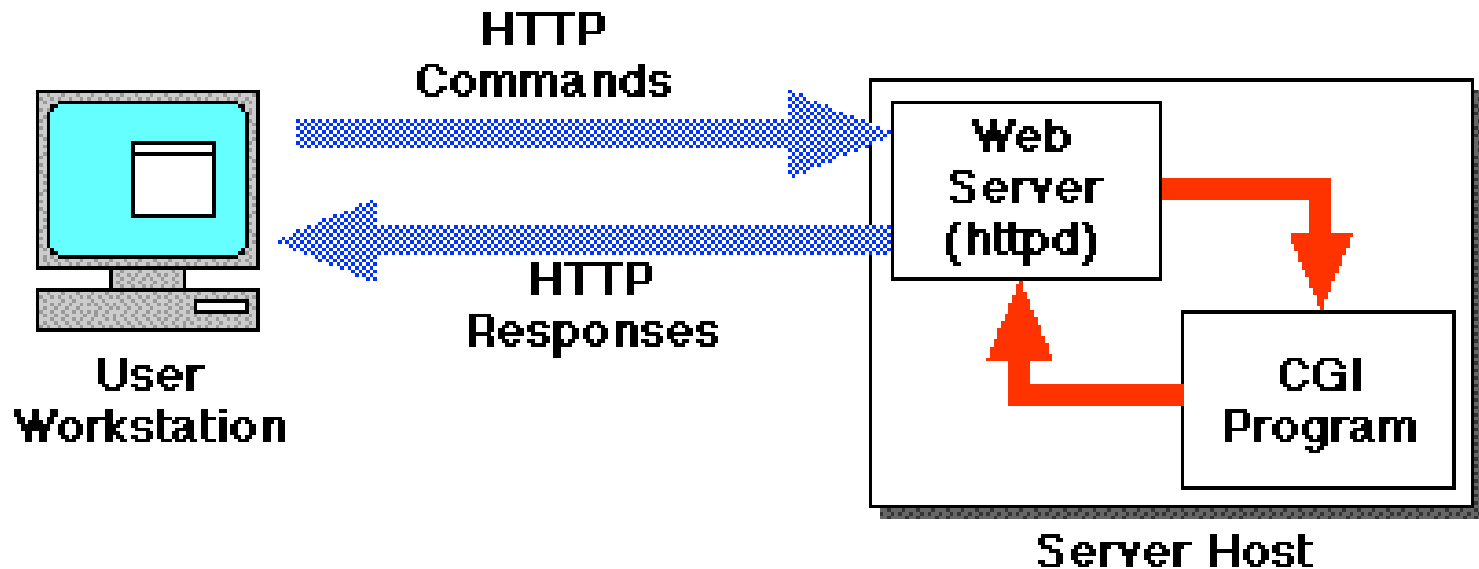 HTTP
Commands
Web
Server
(httpd)
HTTP
Responses
User
Workstation
CGI
Program
Server Host